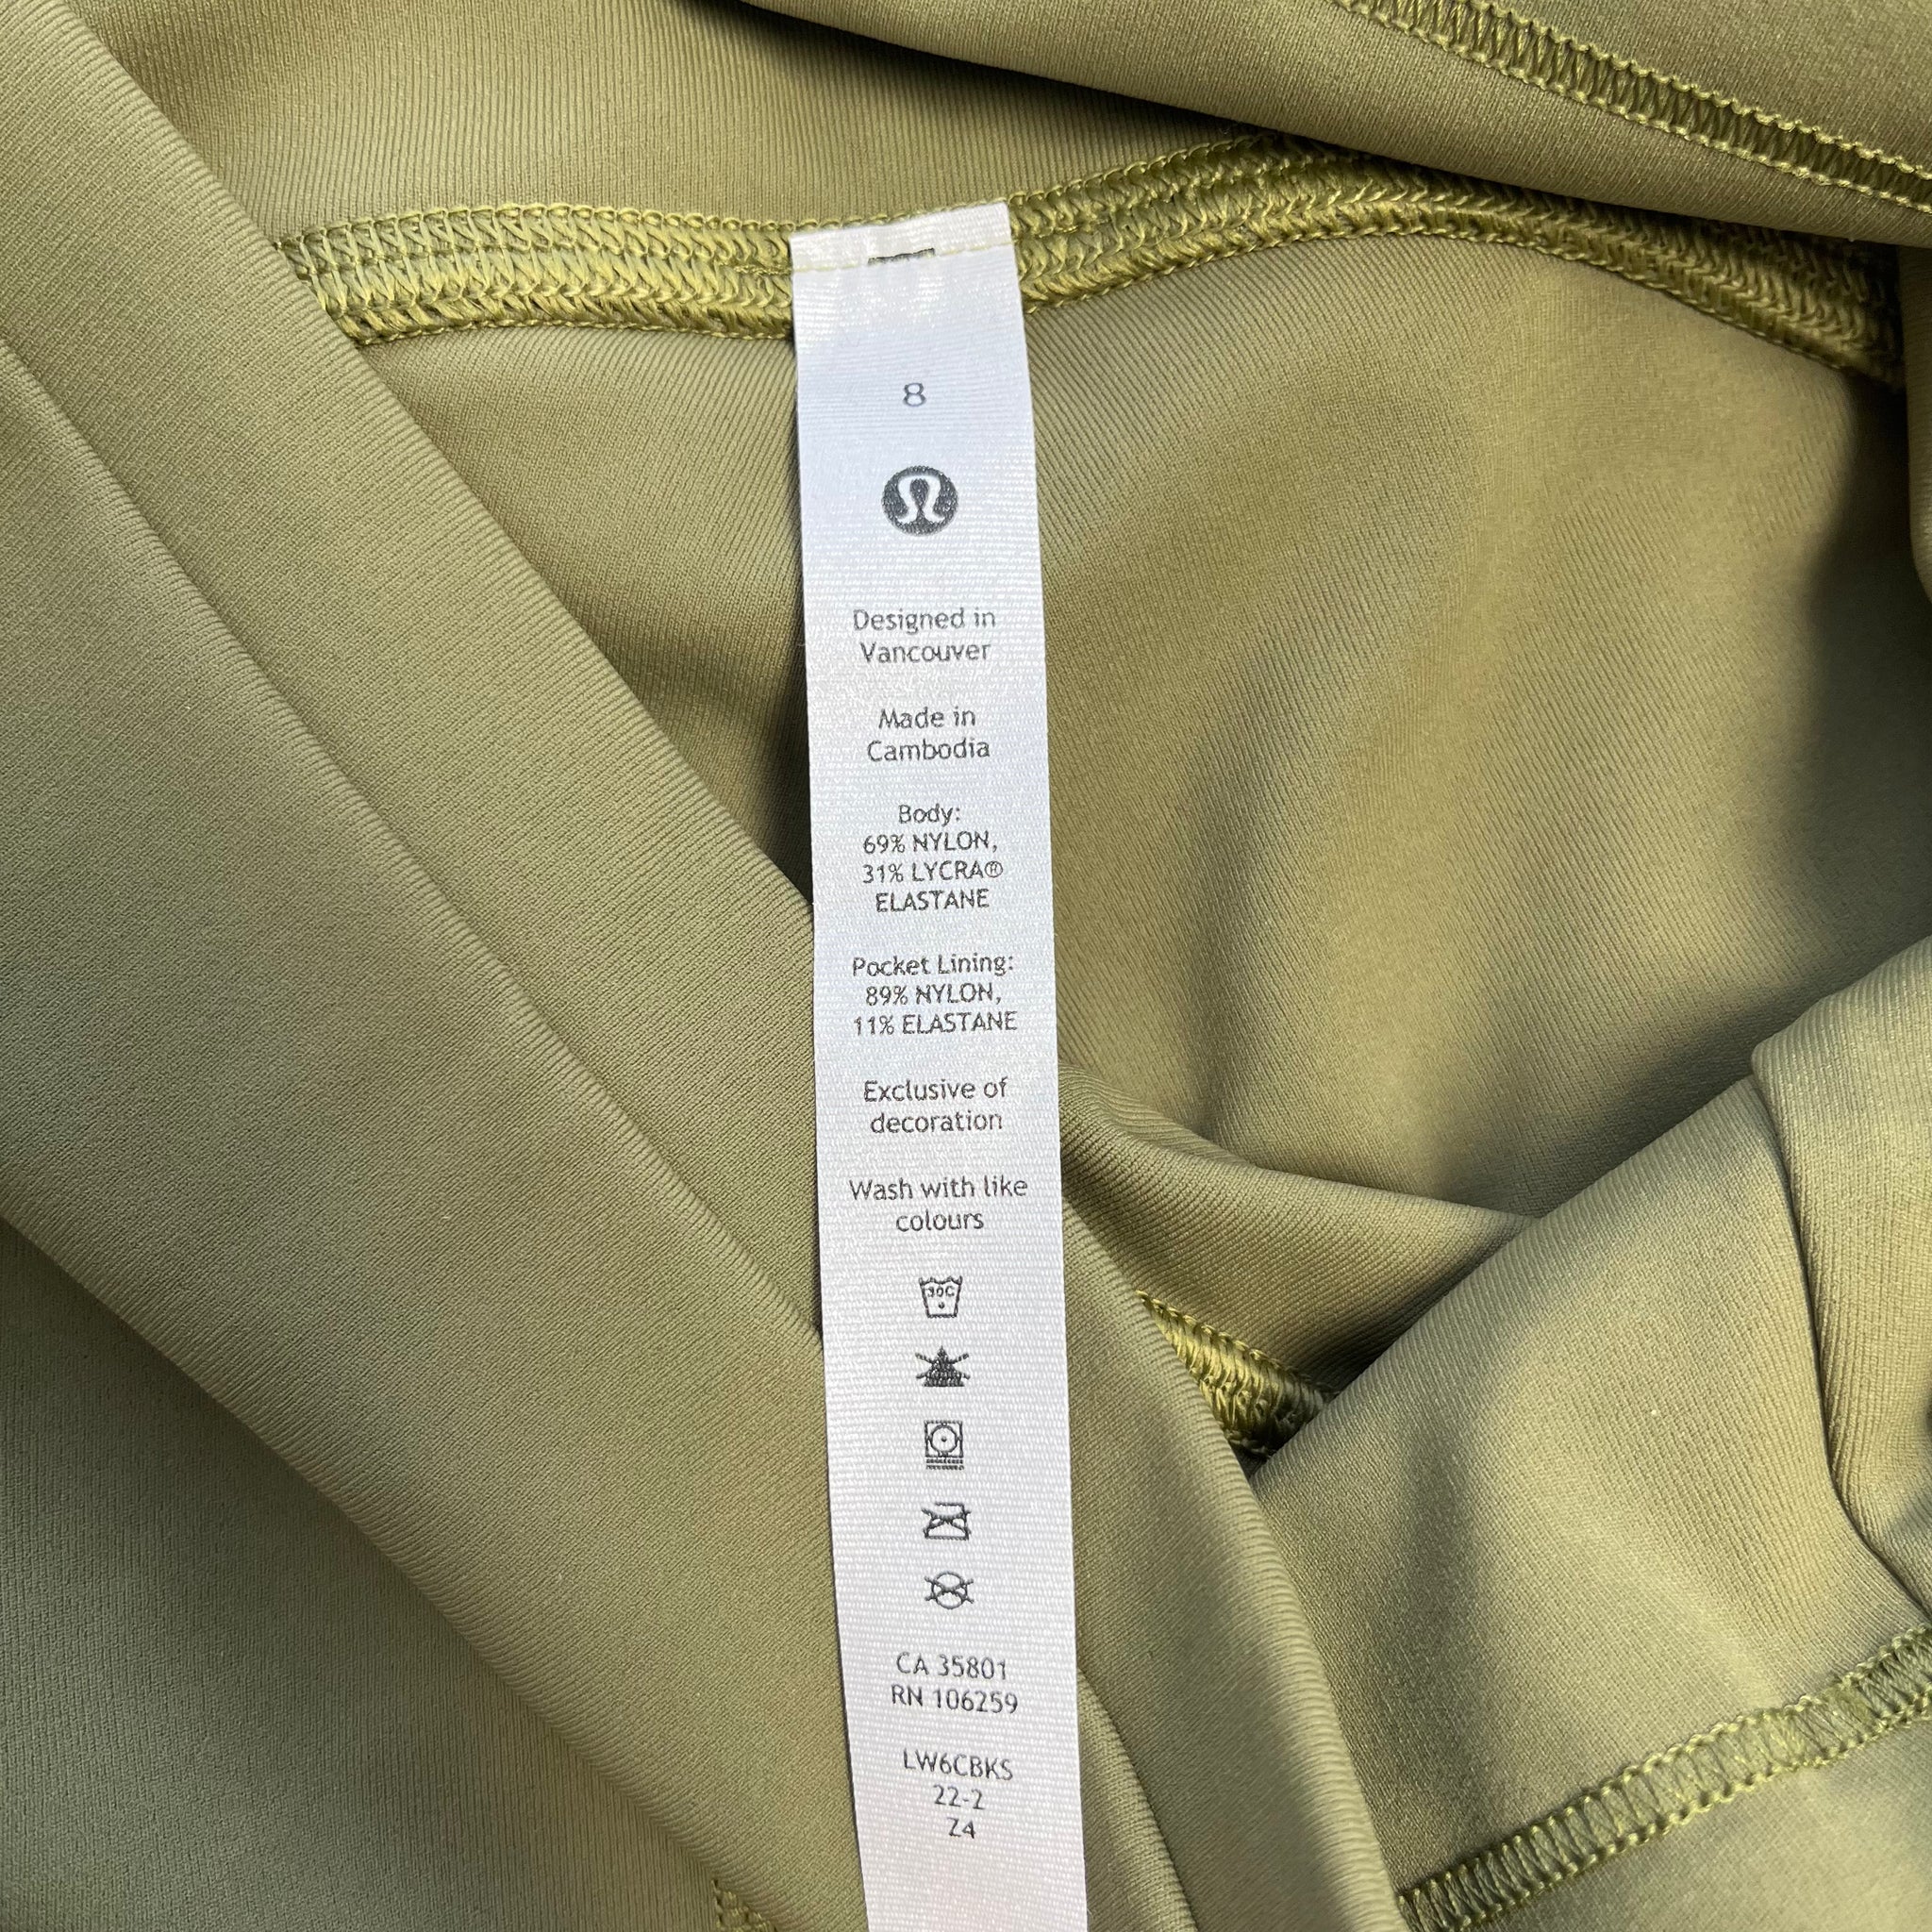 8
Designed in
Vancouver
Made in
Cambodia
Body:
69% NYLON,
31% LYCRA®
ELASTANE
Pocket Lining:
89% NYLON,
11% ELASTANE
Exclusive of
decoration
Wash with like
colours
30C
CA 35801
RN 106259
LW6CBKS
22-2
Z4